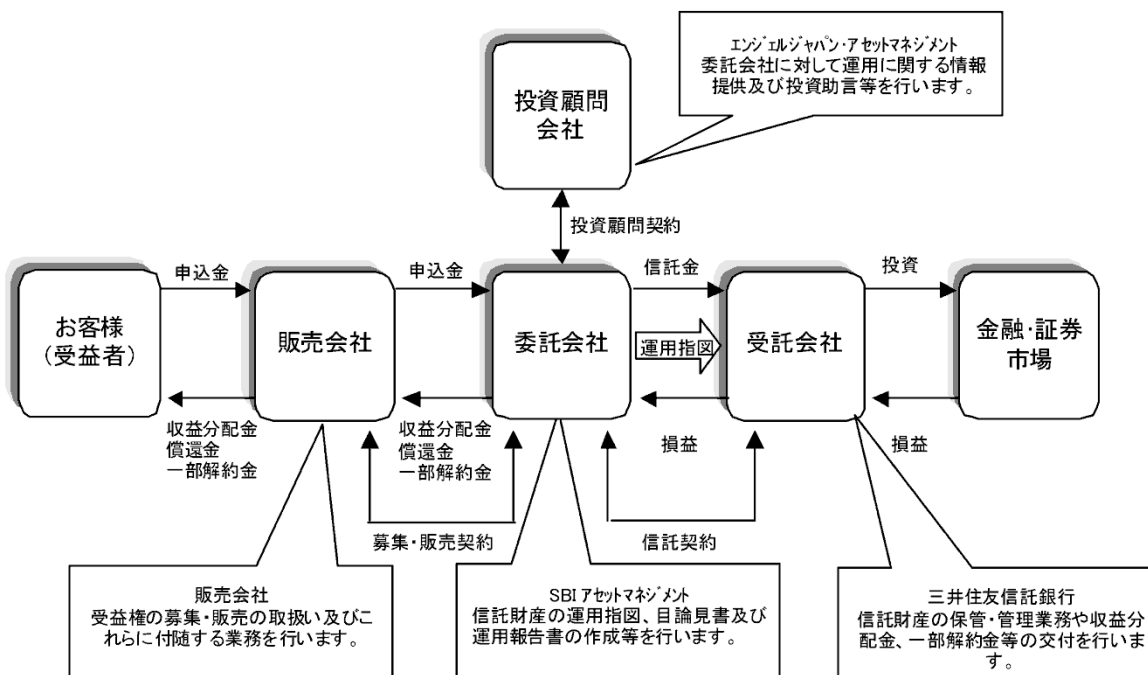 エンジェルジャパン・アセットマネジメント
委託会社に対して運用に関する情報
提供及び投資助言等を行います。
投資顧問
会社
投資顧問契約
申込金
申込金
信託金
投資
お客様
（受益者）
販売会社
委託会社
運用指図
受託会社
金融・証券
市場
収益分配金
償還金
一部解約金
収益分配金
償還金
一部解約金
損益
損益
募集・販売契約
信託契約
販売会社
受益権の募集・販売の取扱い及びこ
れらに付随する業務を行います。
SBI アセットマネジメント
信託財産の運用指図、目論見書及び
運用報告書の作成等を行います。
三井住友信託銀行
信託財産の保管・管理業務や収益分
配金、一部解約金等の交付を行いま
す。